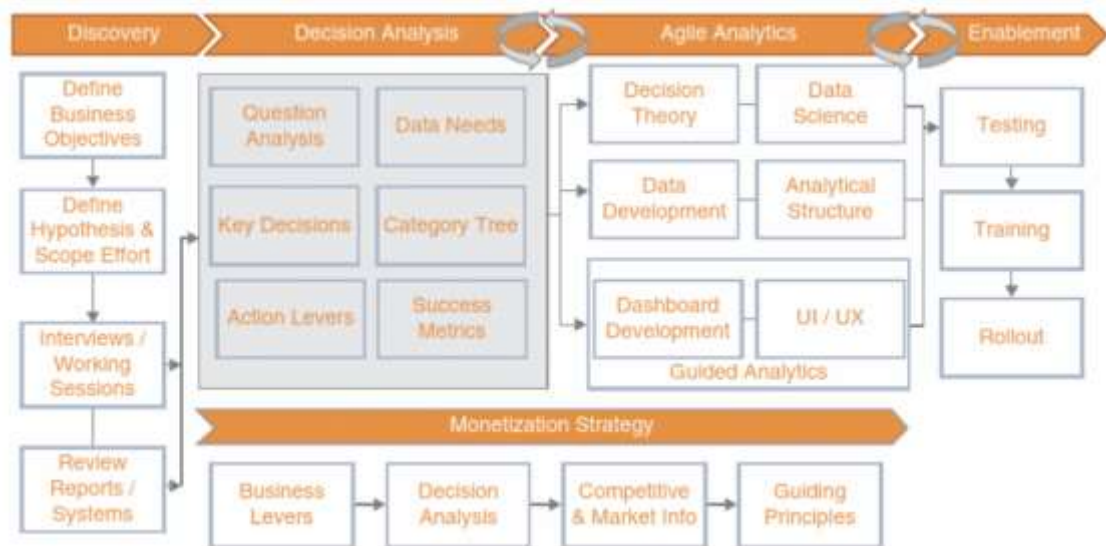 Discovery
Decision Analysis
Agile Analytics
Enablement
Define
Business
Objectives
Define
Hypothesis &
Scope Effort
Interviews /
Working
Sessions
Review
Reports /
Systems
Question
Analysis
Data Needs
Key Decisions
Category Tree
Action Levers
Success
Metrics
Decision
Theory
Data
Science
Data
Development
Analytical
Structure
Dashboard
Development
UI / UX
Guided Analytics
Testing
Training
Rollout
Monetization Strategy
Business
Levers
Decision
Analysis
Competitive
& Market Info
Guiding
Principles